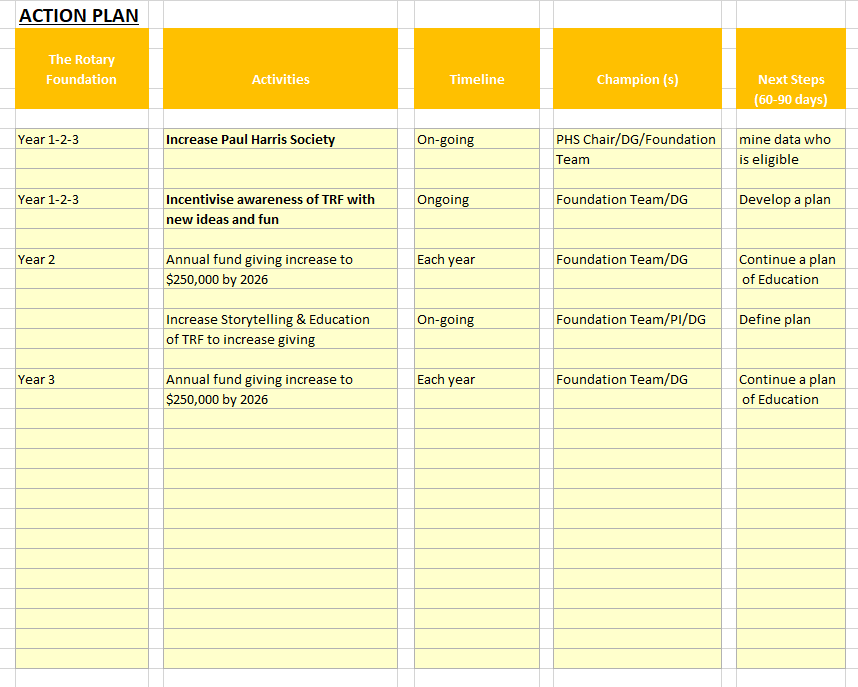 ACTION PLAN
The Rotary Foundation Activities Timeline Champion (s) Next Steps (60-90 days)
Year 1-2-3 Increase Paul Harris Society On-going PHS Chair/DG/Foundation mine data who
Team is eligible
Year 1-2-3 Incentivise awareness of TRF with Ongoing Foundation Team/DG Develop a plan
new ideas and fun
Year 2 Annual fund giving increase to Each year Foundation Team/DG Continue a plan
$250,000 by 2026 of Education
Increase Storytelling & Education On-going Foundation Team/PI/DG Define plan
of TRF to increase giving
Year 3 Annual fund giving increase to Each year Foundation Team/DG Continue a plan
$250,000 by 2026 of Education